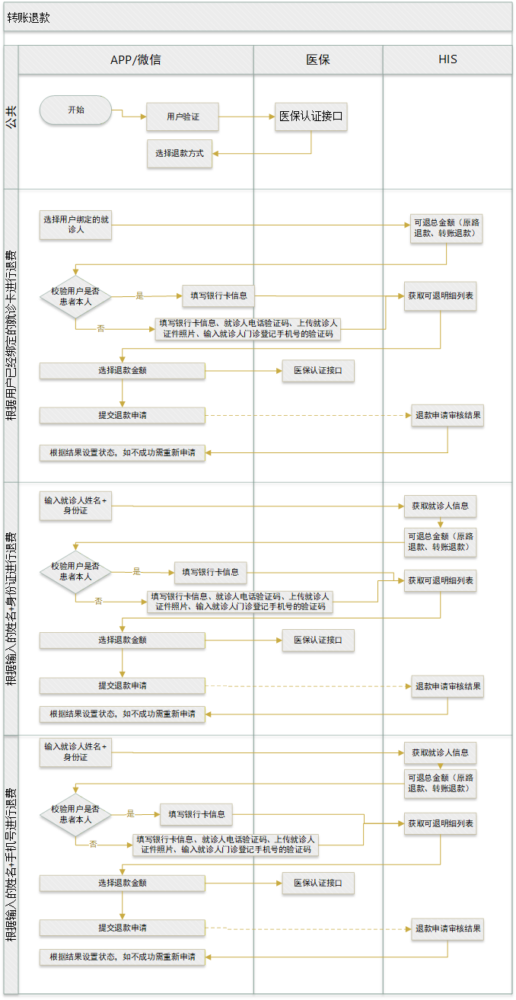 转账退款
APP/微信
医保
HIS
公共
开始
用户验证
医保认证接口
选择退款方式
根据用户已经绑定的就诊卡进行退费
选择用户绑定的就
诊人
可退总金额（原路
退款、转账退款）
校验用户是否
患者本人
是
填写银行卡信息
获取可退明细列表
否
填写银行卡信息、就诊人电话验证码、上传就诊人
证件照片、输入就诊人门诊登记手机号的验证码
选择退款金额
医保认证接口
提交退款申请
退款申请审核结果
根据结果设置状态，如不成功需重新申请
根据输入的姓名+身份证进行退费
输入就诊人姓名+
身份证
获取就诊人信息
可退总金额（原路
退款、转账退款）
校验用户是否
患者本人
是
填写银行卡信息
获取可退明细列表
否
填写银行卡信息、就诊人电话验证码、上传就诊人
证件照片、输入就诊人门诊登记手机号的验证码
选择退款金额
医保认证接口
提交退款申请
退款申请审核结果
根据结果设置状态，如不成功需重新申请
根据输入的姓名+手机号进行退费
输入就诊人姓名+
身份证
获取就诊人信息
可退总金额（原路
退款、转账退款）
校验用户是否
患者本人
是
填写银行卡信息
获取可退明细列表
否
填写银行卡信息、就诊人电话验证码、上传就诊人
证件照片、输入就诊人门诊登记手机号的验证码
选择退款金额
医保认证接口
提交退款申请
退款申请审核结果
根据结果设置状态，如不成功需重新申请